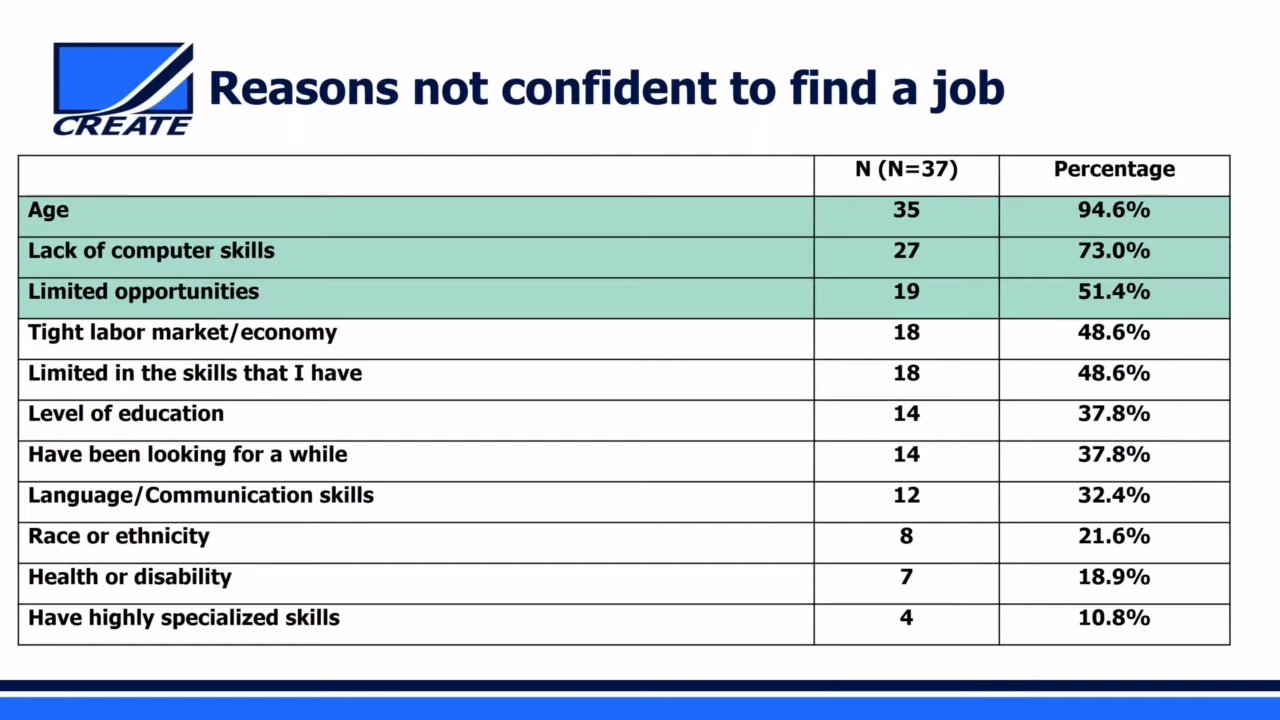 CREATE
Reasons not confident to find a job
N (N=37) Percentage
Age 35 94.6%
Lack of computer skills 27 73.0%
Limited opportunities 19 51.4%
Tight labor market/economy 18 48.6%
Limited in the skills that I have 18 48.6%
Level of education 14 37.8%
Have been looking for a while 14 37.8%
Language/Communication skills 12 32.4%
Race or ethnicity 8 21.6%
Health or disability 7 18.9%
Have highly specialized skills 4 10.8%